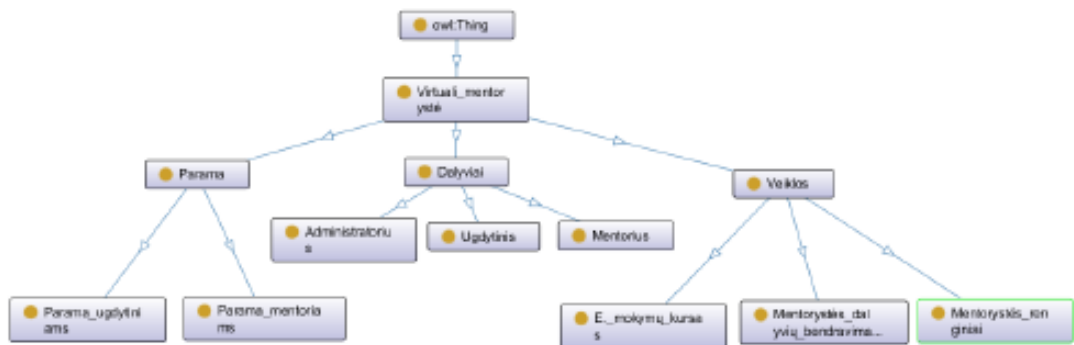 owl:Thing
Virtuali_mentor
ystė
Parama
Dalyviai
Veiklos
Administratoriu
s
Ugdytinis
Mentorius
Parama_ugdytini
ams
Parama_mentoria
ms
E._mokymų_kursa
s
Mentorystės_dal
yvių_bendravima...
Mentorystės_ren
giniai